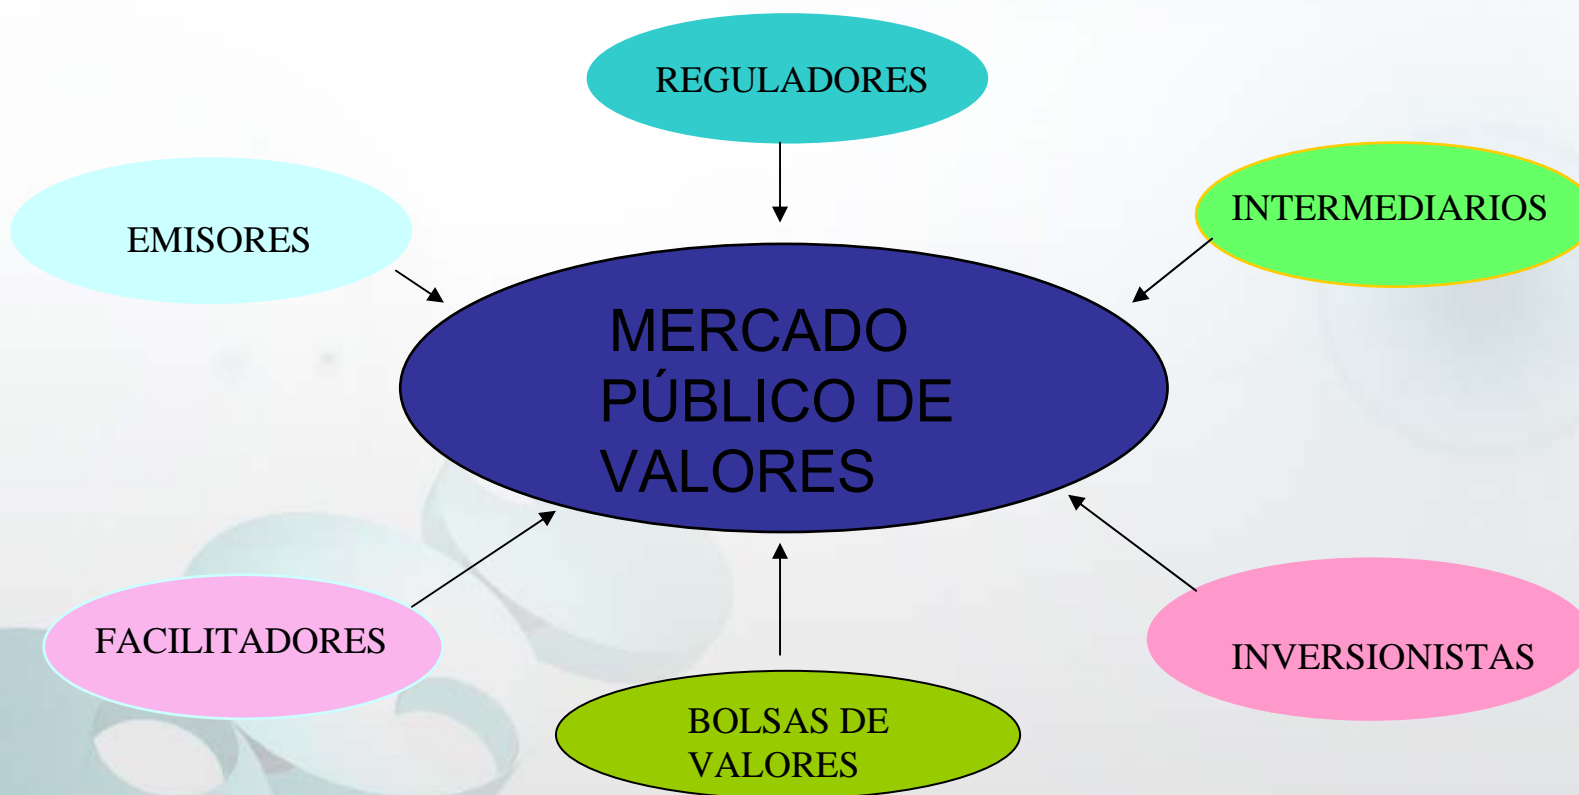 REGULADORES
EMISORES
INTERMEDIARIOS
MERCADO
PÚBLICO DE
VALORES
FACILITADORES
INVERSIONISTAS
BOLSAS DE
VALORES